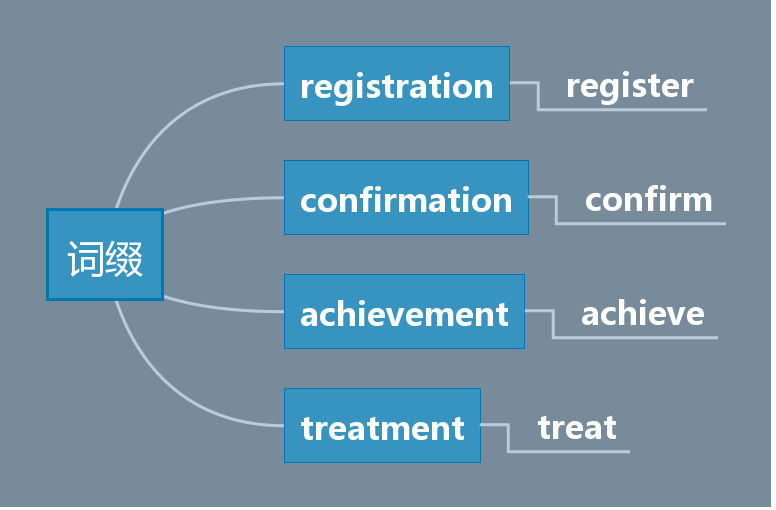 词缀
registration
register
confirmation
confirm
achievement
achieve
treatment
treat